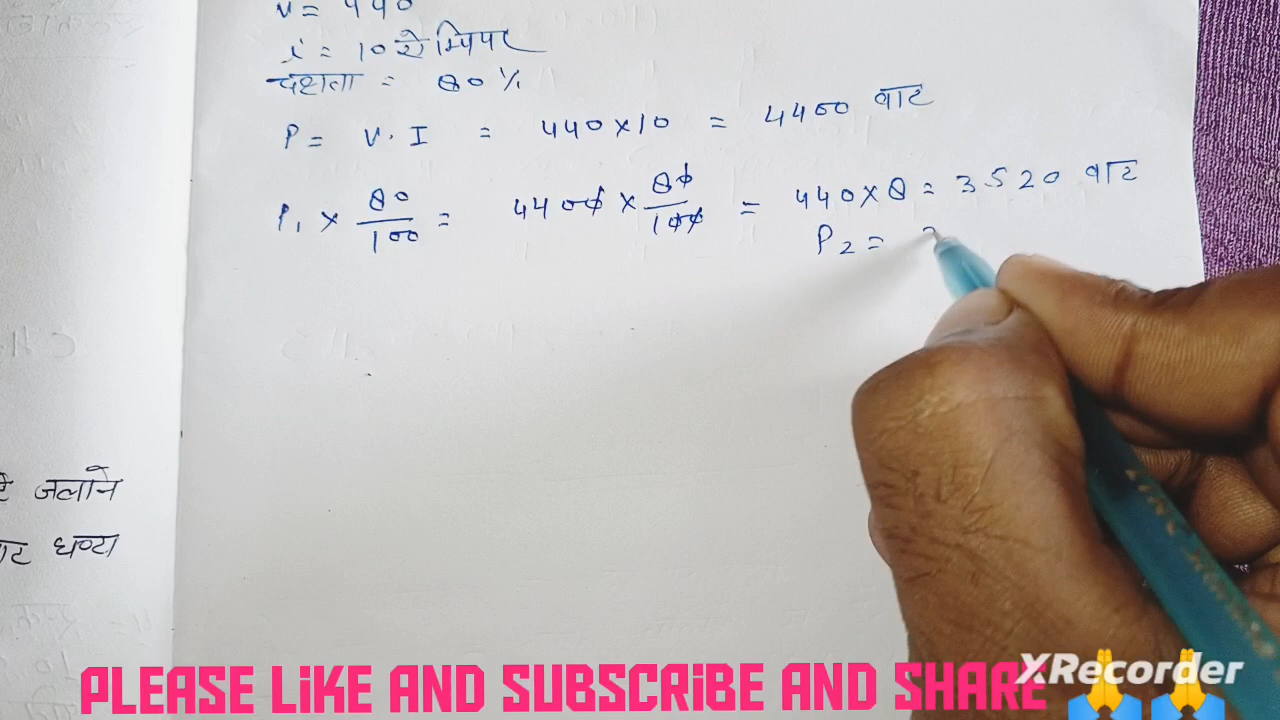 v = 440
i = 10 ऐम्पियर
दक्षता = 80%
P = V. I = 440 × 10 = 4400 वाट
P₁ × 80/100 = 4400 × 80/100 = 440 × 8 = 3520 वाट
P₂ =
जलाने
घण्टा
PLEASE LIKE AND SUBSCRIBE AND SHARE
XRecorder